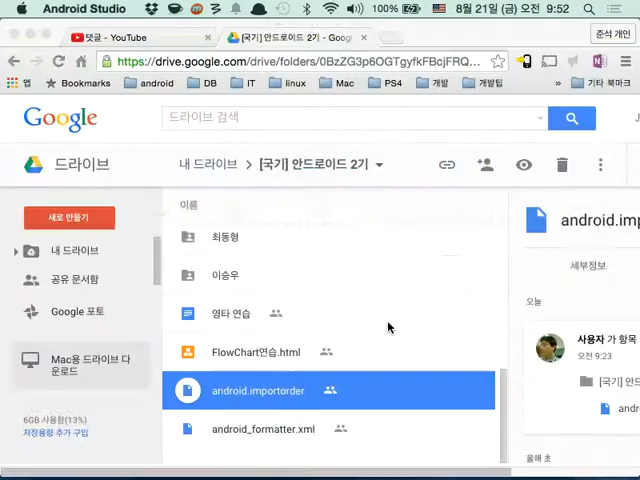 Android Studio 100% 8월 21일 (금) 오전 9:52
댓글 - YouTube
[국기] 안드로이드 2기 - Goog
준석 개인
https://drive.google.com/drive/folders/0BzZG3p6OGTgyfkFBcjFRQ...
앱 Bookmarks android DB IT linux Mac PS4 개발 개발팁 » 기타 북마크
Google 드라이브 검색 J
드라이브 내 드라이브 > [국기] 안드로이드 2기
새로 만들기
내 드라이브
공유 문서함
Google 포토
Mac용 드라이브 다
운로드
6GB 사용함(13%)
저장용량 추가 구입
이름
최동형
이승우
영타 연습
FlowChart연습.html
android.importorder
android_formatter.xml
android.impo
세부정보
오늘
사용자 가 항목
오전 9:23
[국기] 안드
andr
올해 초